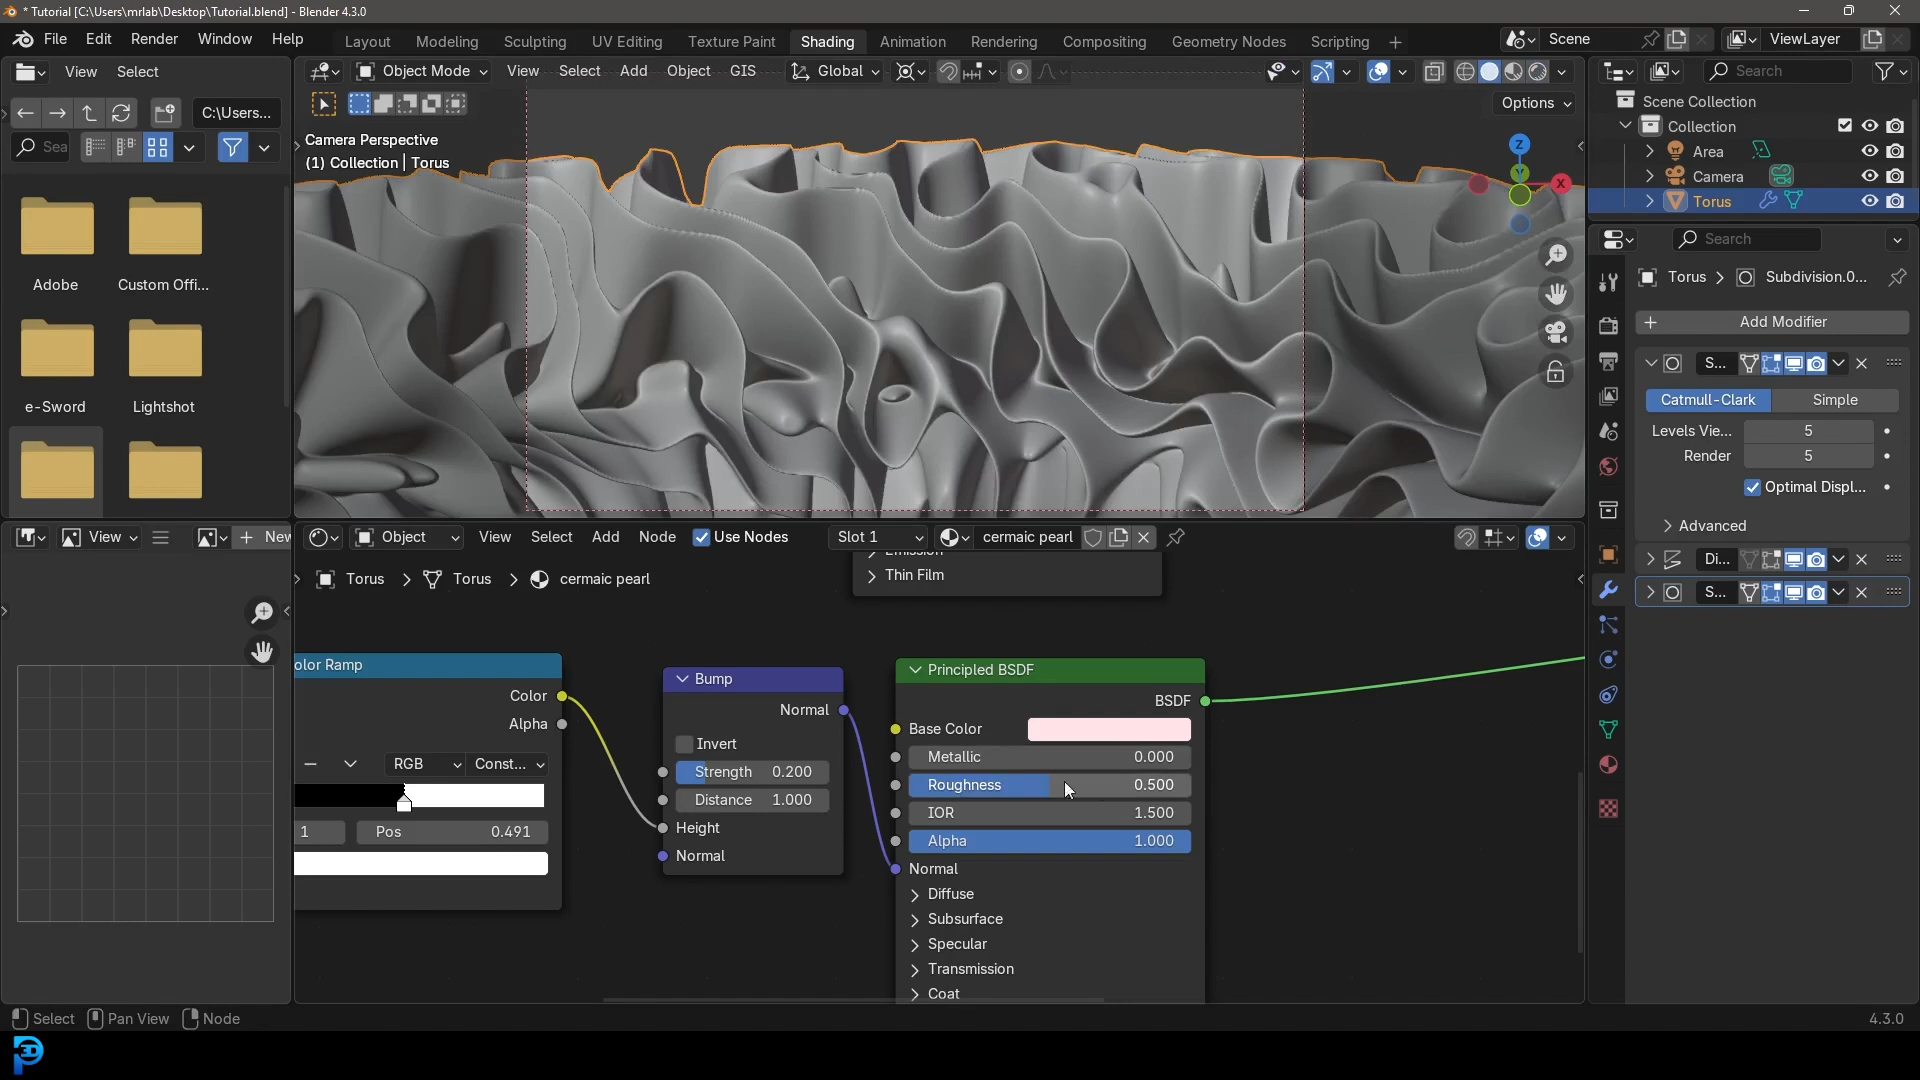 * Tutorial [C:\Users\mrlab\Desktop\Tutorial.blend] - Blender 4.3.0
File Edit Render Window Help
Layout Modeling Sculpting UV Editing Texture Paint Shading Animation Rendering Compositing Geometry Nodes Scripting +
Scene
ViewLayer
View Select
Object Mode View Select Add Object GIS Global
Search
C:\Users...
Options
Sea
Scene Collection
Collection
Area
Camera
Torus
Camera Perspective
(1) Collection | Torus
Z
Y
X
Adobe
Custom Offi...
e-Sword
Lightshot
Search
Torus > Subdivision.0...
+ Add Modifier
S...
Catmull-Clark Simple
Levels Vie... 5
Render 5
Optimal Displ...
Advanced
Di...
S...
View
+ New
Object View Select Add Node Use Nodes Slot 1 cermaic pearl
Torus > Torus > cermaic pearl
Emission
Thin Film
olor Ramp
Color
Alpha
RGB Const...
1 Pos 0.491
Bump
Normal
Invert
Strength 0.200
Distance 1.000
Height
Normal
Principled BSDF
BSDF
Base Color
Metallic 0.000
Roughness 0.500
IOR 1.500
Alpha 1.000
Normal
Diffuse
Subsurface
Specular
Transmission
Coat
Select Pan View Node
4.3.0